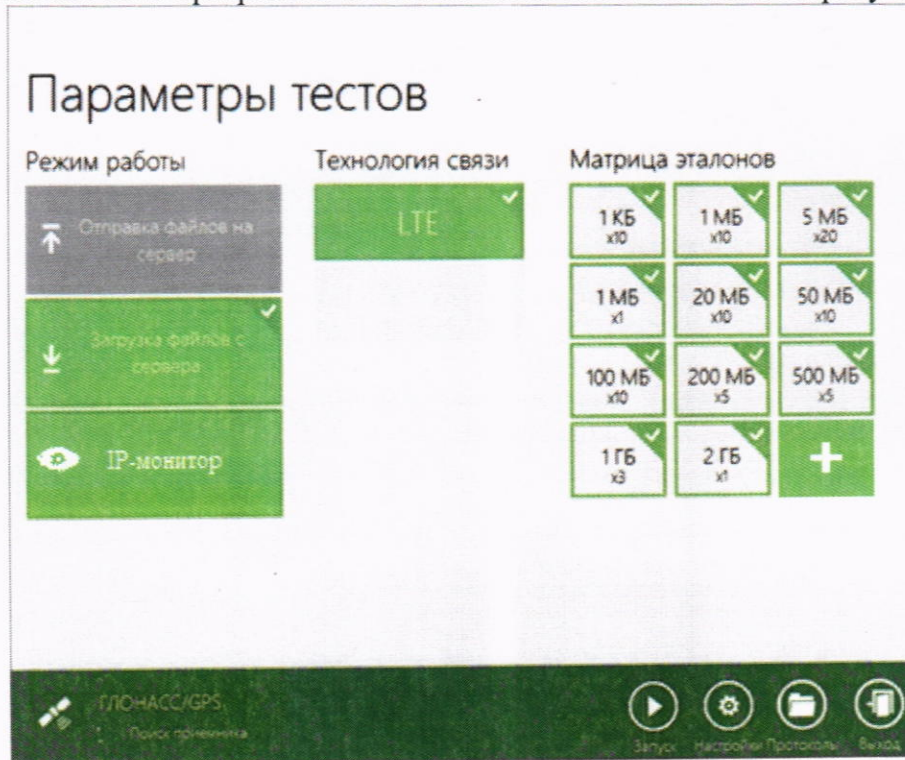 Параметры тестов
Режим работы
Отправка файлов на
сервер
Загрузка файлов с
сервера
IP-монитор
Технология связи
LTE
Матрица эталонов
1 КБ
x10
1 МБ
x10
5 МБ
x20
1 МБ
x1
20 МБ
x10
50 МБ
x10
100 МБ
x10
200 МБ
x5
500 МБ
x5
1 ГБ
x3
2 ГБ
x1
ГЛОНАСС/GPS
Поиск приемника
Запуск
Настройки
Протоколы
Выход